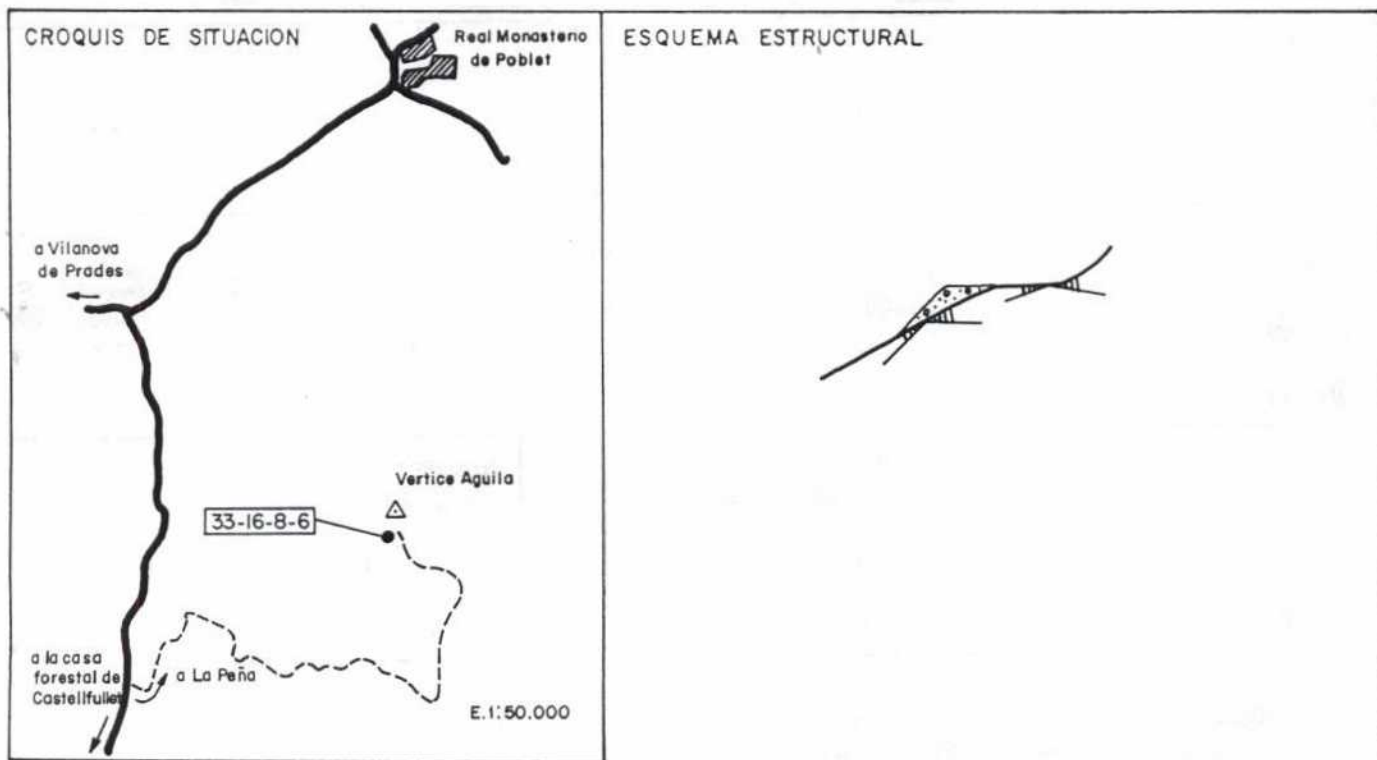 CROQUIS DE SITUACION
Real Monasterio
de Poblet
a Vilanova
de Prades
Vertice Aguila
33-16-8-6
a la casa
forestal de
Castellfullet
a La Peña
E.1:50.000
ESQUEMA ESTRUCTURAL